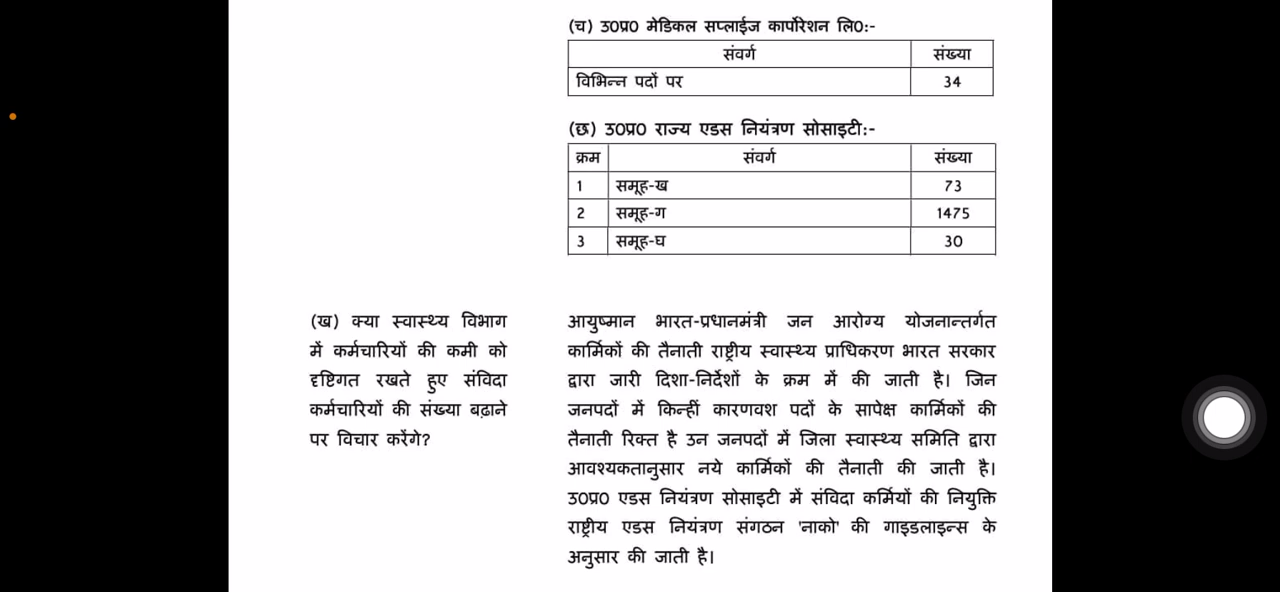 (च) उ0प्र0 मेडिकल सप्लाईज कार्पोरेशन लि0:-
संवर्ग संख्या
विभिन्न पदों पर 34
(छ) उ0प्र0 राज्य एडस नियंत्रण सोसाइटी:-
क्रम संवर्ग संख्या
1 समूह-ख 73
2 समूह-ग 1475
3 समूह-घ 30
(ख) क्या स्वास्थ्य विभाग
में कर्मचारियों की कमी को
दृष्टिगत रखते हुए संविदा
कर्मचारियों की संख्या बढ़ाने
पर विचार करेंगे?
आयुष्मान भारत-प्रधानमंत्री जन आरोग्य योजनान्तर्गत
कार्मिकों की तैनाती राष्ट्रीय स्वास्थ्य प्राधिकरण भारत सरकार
द्वारा जारी दिशा-निर्देशों के क्रम में की जाती है। जिन
जनपदों में किन्हीं कारणवश पदों के सापेक्ष कार्मिकों की
तैनाती रिक्त है उन जनपदों में जिला स्वास्थ्य समिति द्वारा
आवश्यकतानुसार नये कार्मिकों की तैनाती की जाती है।
उ0प्र0 एडस नियंत्रण सोसाइटी में संविदा कर्मियों की नियुक्ति
राष्ट्रीय एडस नियंत्रण संगठन 'नाको' की गाइडलाइन्स के
अनुसार की जाती है।